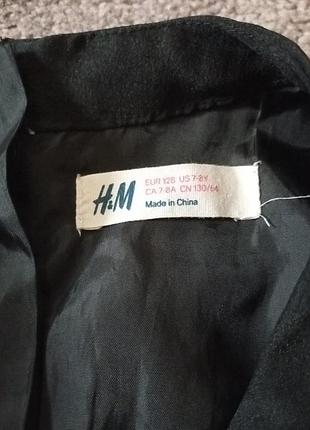 H&M
EUR 128 US 7-8Y
CA 7-8A CN 130/64
Made in China